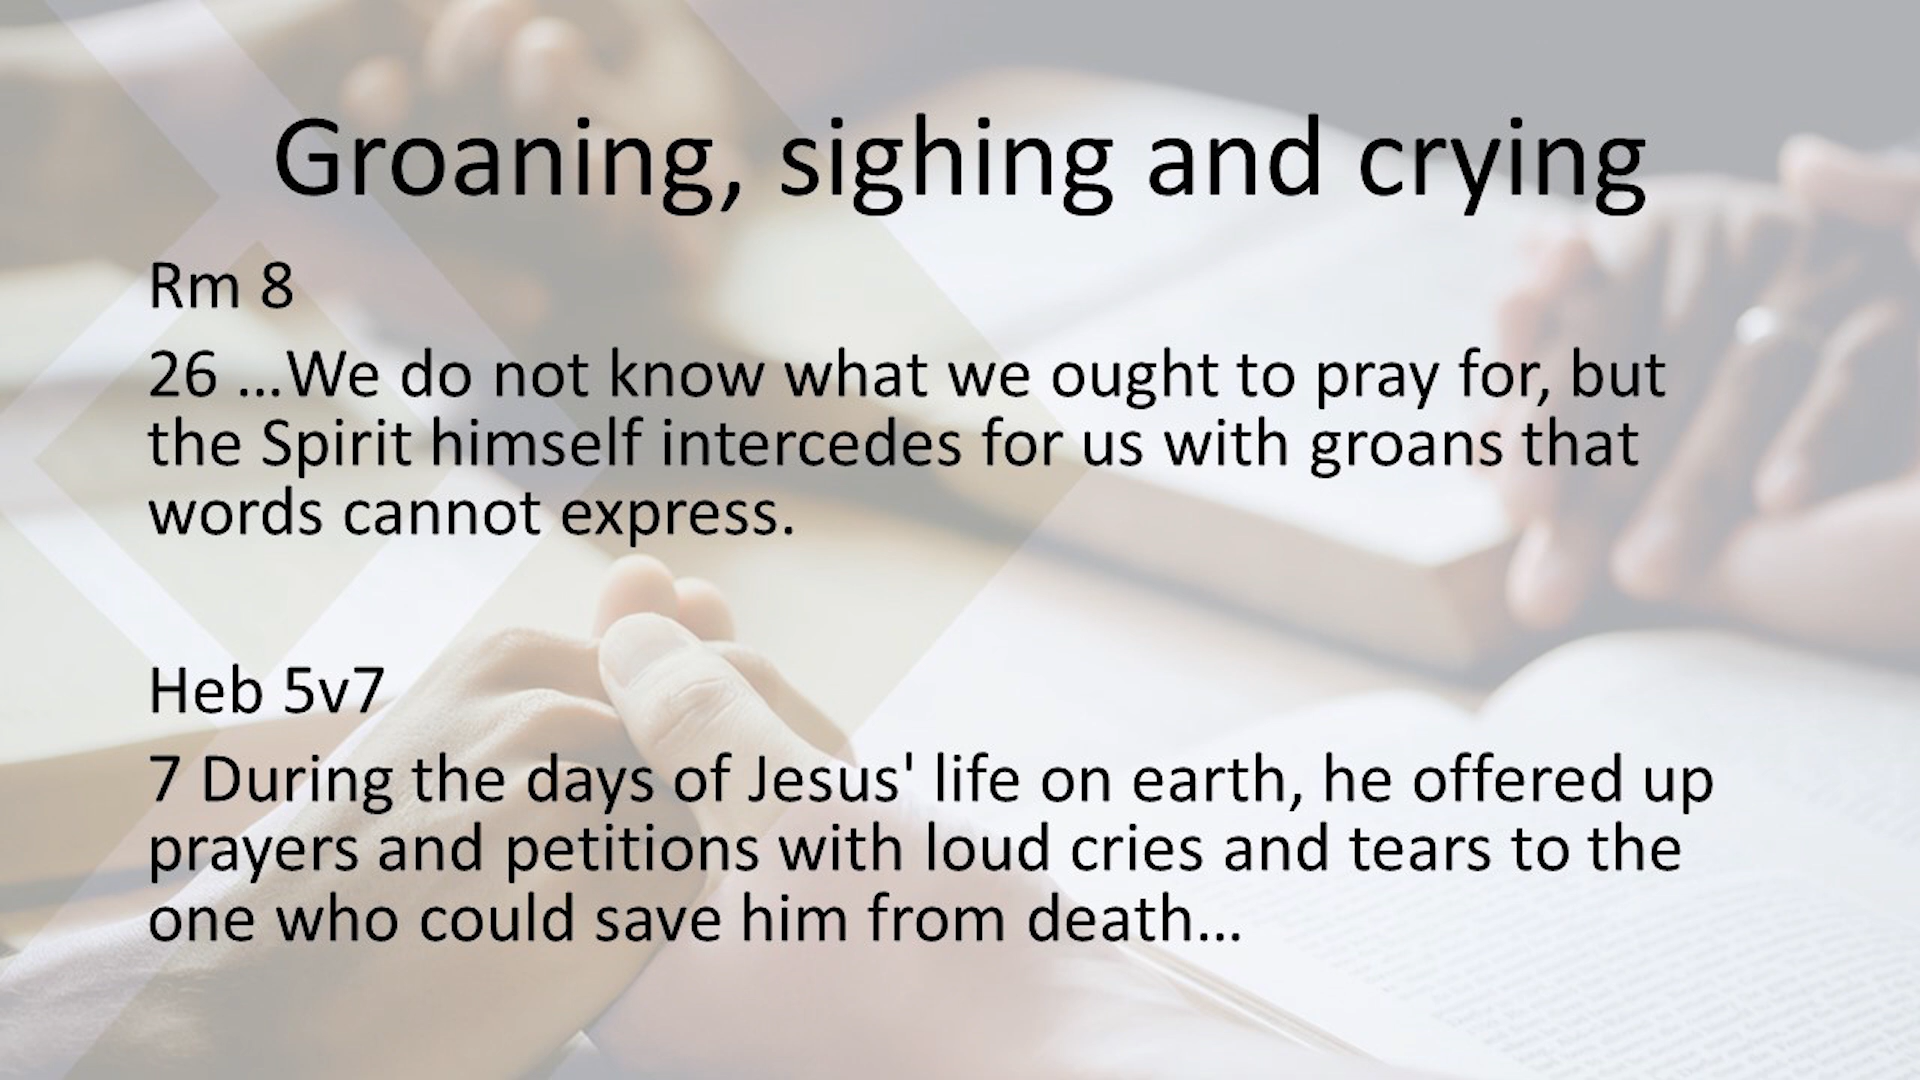 Groaning, sighing and crying
Rm 8
26 ...We do not know what we ought to pray for, but
the Spirit himself intercedes for us with groans that
words cannot express.
Heb 5v7
7 During the days of Jesus' life on earth, he offered up
prayers and petitions with loud cries and tears to the
one who could save him from death...